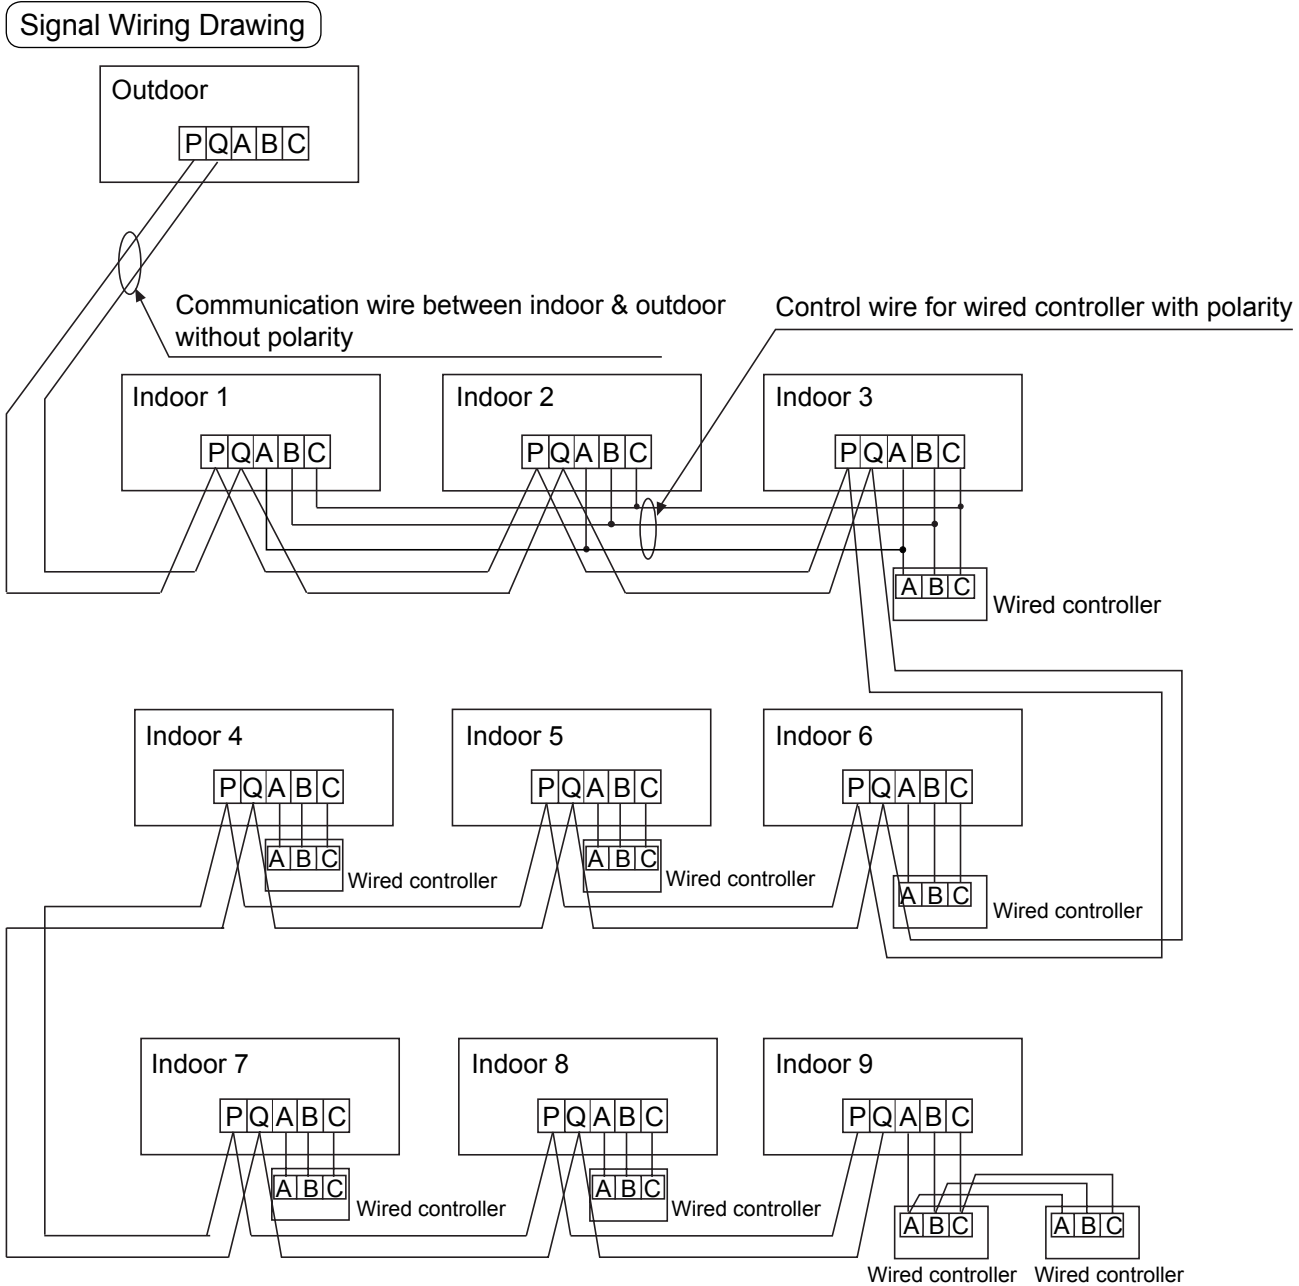 Signal Wiring Drawing
Outdoor
P Q A B C
Communication wire between indoor & outdoor
without polarity
Control wire for wired controller with polarity
Indoor 1
P Q A B C
Indoor 2
P Q A B C
Indoor 3
P Q A B C
A B C
Wired controller
Indoor 4
P Q A B C
A B C
Wired controller
Indoor 5
P Q A B C
A B C
Wired controller
Indoor 6
P Q A B C
A B C
Wired controller
Indoor 7
P Q A B C
A B C
Wired controller
Indoor 8
P Q A B C
A B C
Wired controller
Indoor 9
P Q A B C
A B C
Wired controller
A B C
Wired controller